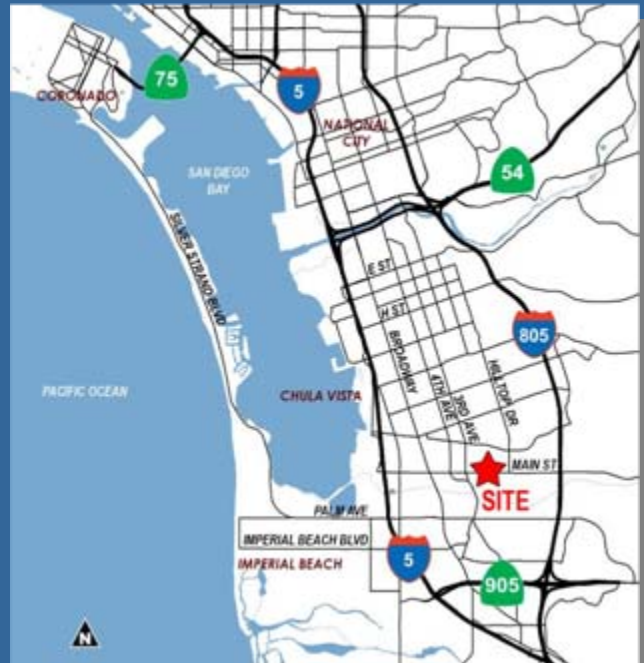 75
CORONADO
5
NATIONAL
CITY
SAN DIEGO
BAY
54
SILVER STRAND BLVD
E ST
H ST
805
BROADWAY
4TH AVE
3RD AVE
HILLTOP DR
PACIFIC OCEAN
CHULA VISTA
MAIN ST
SITE
PALM AVE
IMPERIAL BEACH BLVD
IMPERIAL BEACH
5
905
N